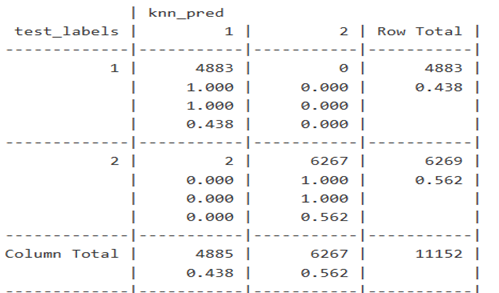 | knn_pred
 test_labels |         1 |         2 | Row Total |
-------------|-----------|-----------|-----------|
           1 |      4883 |         0 |      4883 |
             |     1.000 |     0.000 |     0.438 |
             |     1.000 |     0.000 |           |
             |     0.438 |     0.000 |           |
-------------|-----------|-----------|-----------|
           2 |         2 |      6267 |      6269 |
             |     0.000 |     1.000 |     0.562 |
             |     0.000 |     1.000 |           |
             |     0.000 |     0.562 |           |
-------------|-----------|-----------|-----------|
Column Total |      4885 |      6267 |     11152 |
             |     0.438 |     0.562 |           |
-------------|-----------|-----------|-----------|